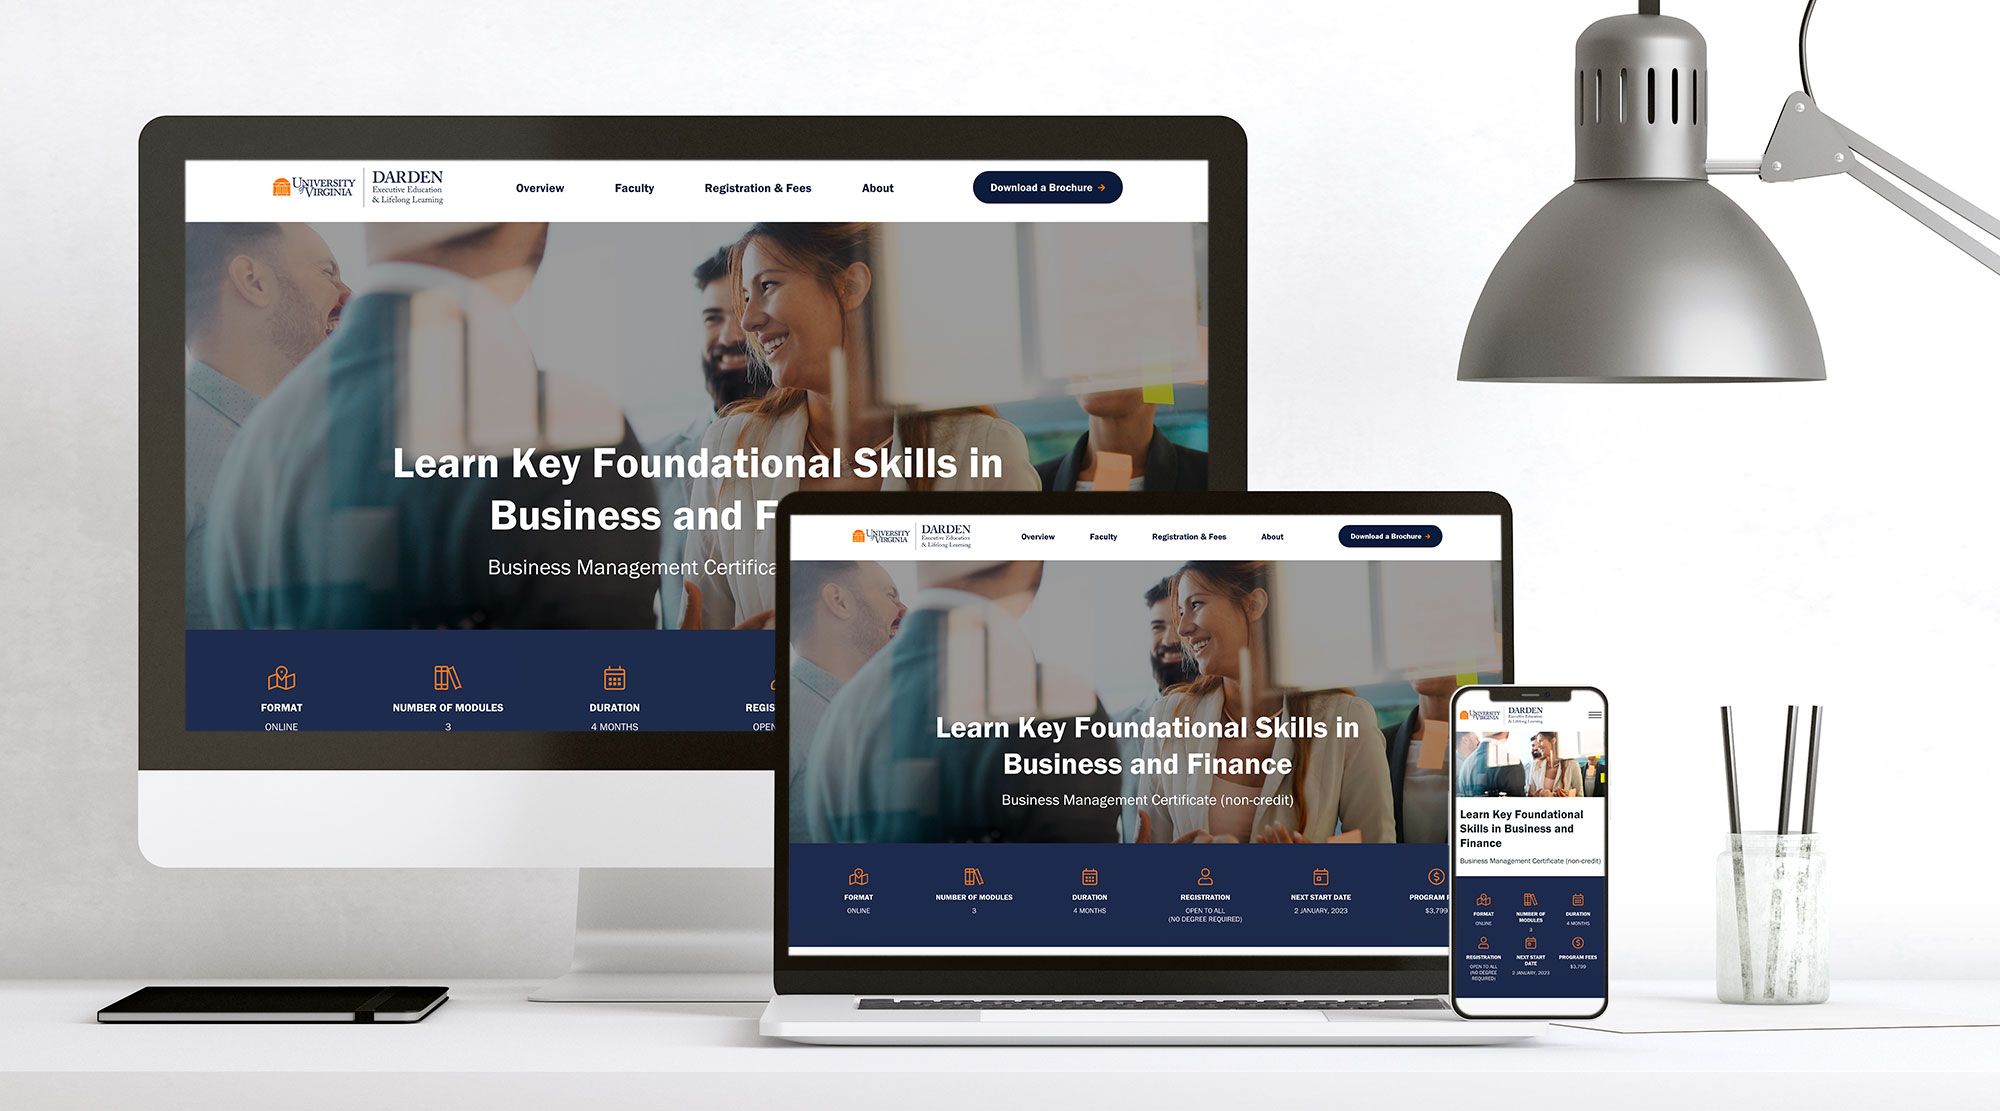 UNIVERSITY
of VIRGINIA
DARDEN
Executive Education
& Lifelong Learning
Overview
Faculty
Registration & Fees
About
Download a Brochure
Learn Key Foundational Skills in
Business and F
Business Management Certifica
FORMAT
ONLINE
NUMBER OF MODULES
3
DURATION
4 MONTHS
REGIS
OPEN
UNIVERSITY
of VIRGINIA
DARDEN
Executive Education
& Lifelong Learning
Overview
Faculty
Registration & Fees
About
Download a Brochure
Learn Key Foundational Skills in
Business and Finance
Business Management Certificate (non-credit)
FORMAT
ONLINE
NUMBER OF MODULES
3
DURATION
4 MONTHS
REGISTRATION
OPEN TO ALL
(NO DEGREE REQUIRED)
NEXT START DATE
2 JANUARY, 2023
PROGRAM F
$3,799
UNIVERSITY
of VIRGINIA
DARDEN
Executive Education
& Lifelong Learning
Learn Key Foundational
Skills in Business and
Finance
Business Management Certificate (non-credit)
FORMAT
ONLINE
NUMBER OF
MODULES
3
DURATION
4 MONTHS
REGISTRATION
OPEN TO ALL
(NO DEGREE
REQUIRED)
NEXT START
DATE
2 JANUARY, 2023
PROGRAM FEES
$3,799